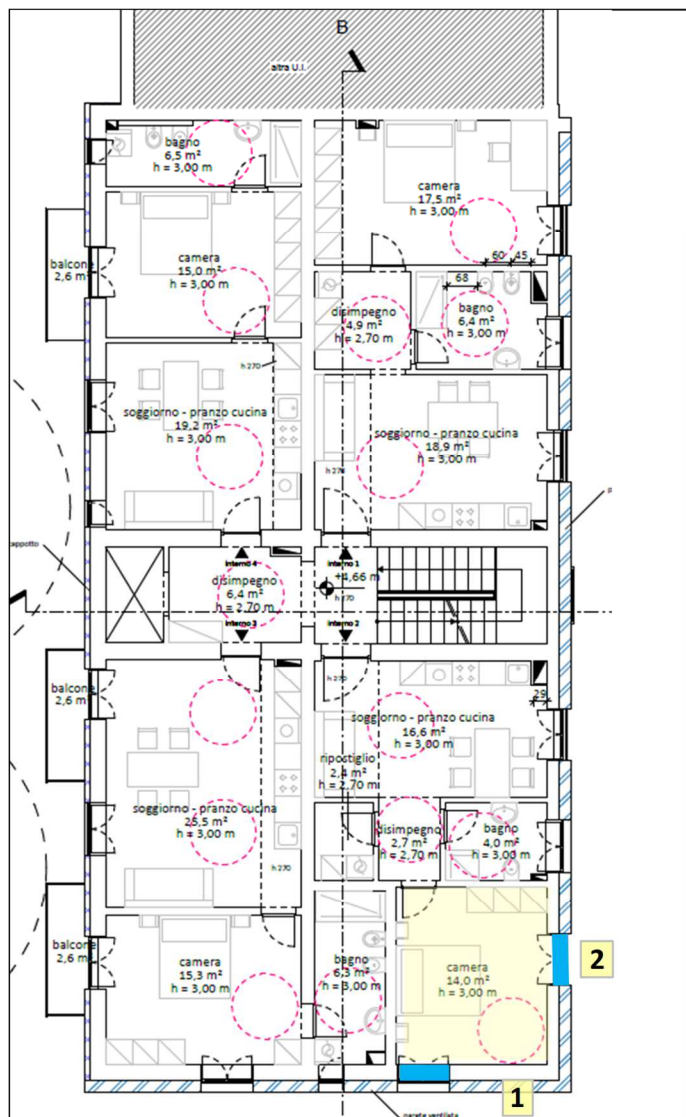 B
altra U.I.
bagno
6,5 m²
h = 3,00 m
camera
17,5 m²
h = 3,00 m
camera
15,0 m²
h = 3,00 m
balcone
2,6 m²
60 45
68
disimpegno
4,9 m²
h = 2,70 m
bagno
6,4 m²
h = 3,00 m
h 270
soggiorno - pranzo cucina
19,2 m²
h = 3,00 m
soggiorno - pranzo cucina
18,9 m²
h = 3,00 m
h 270
p
cappotto
interno 4
interno 1
disimpegno
6,4 m²
h = 2,70 m
+4,66 m
h 270
interno 3
interno 2
balcone
2,6 m²
h 270
29
soggiorno - pranzo cucina
16,6 m²
h = 3,00 m
ripostiglio
2,4 m²
h = 2,70 m
soggiorno - pranzo cucina
25,5 m²
h = 3,00 m
disimpegno
2,7 m²
h = 2,70 m
bagno
4,0 m²
h = 3,00 m
h 270
balcone
2,6 m²
camera
15,3 m²
h = 3,00 m
bagno
6,3 m²
h = 3,00 m
camera
14,0 m²
h = 3,00 m
2
1
parete ventilata